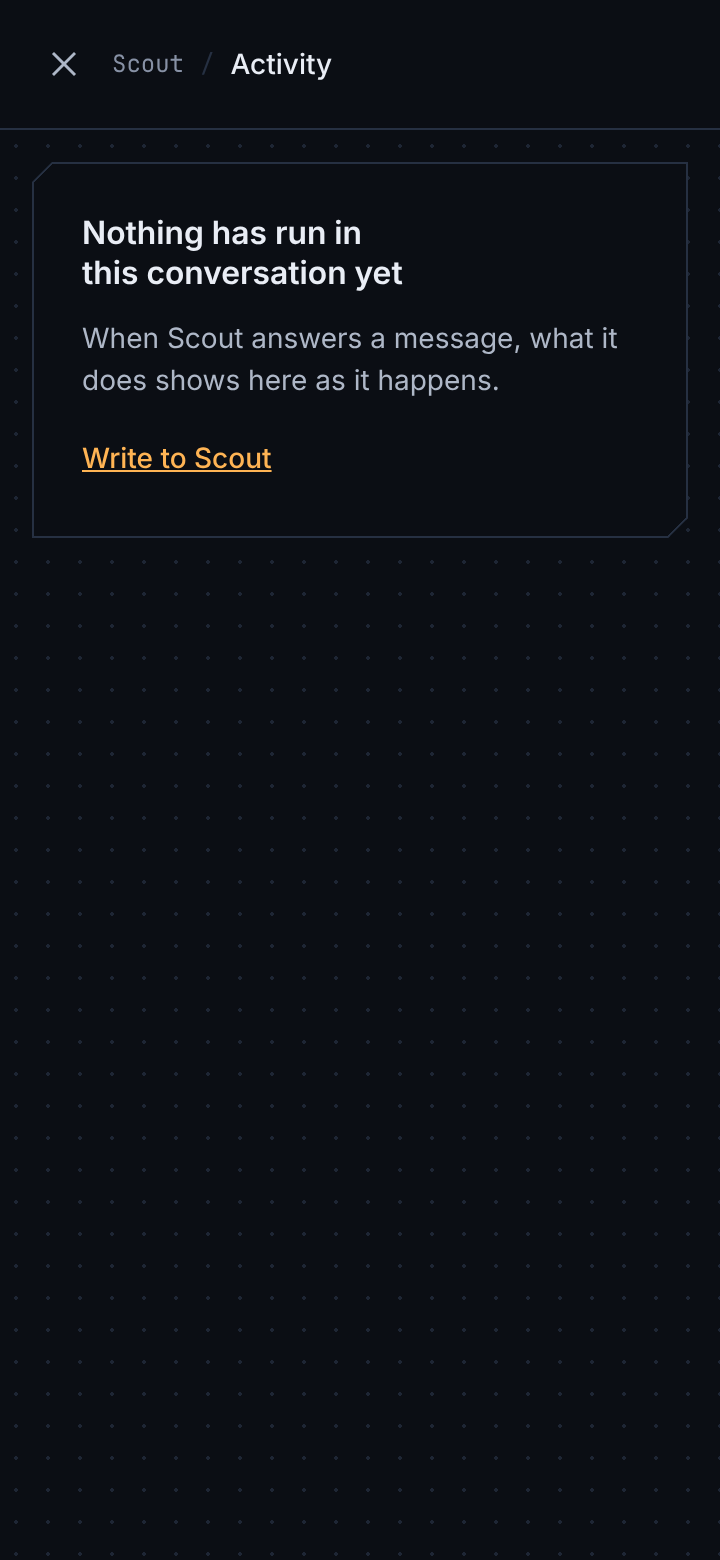 Scout / Activity
Nothing has run in
this conversation yet
When Scout answers a message, what it
does shows here as it happens.
Write to Scout